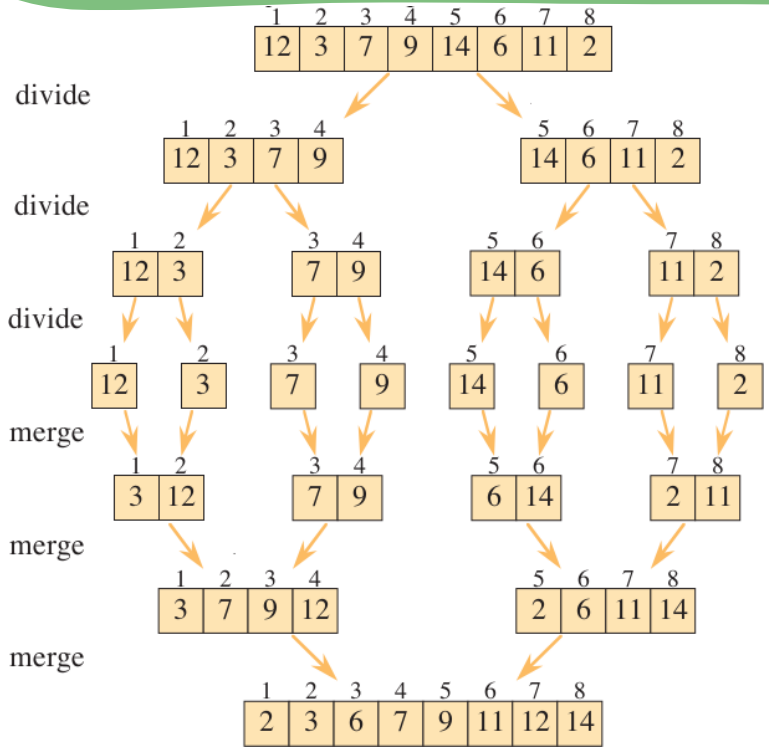 1 2 3 4 5 6 7 8
12 3 7 9 14 6 11 2
divide
1 2 3 4 5 6 7 8
12 3 7 9 14 6 11 2
divide
1 2 3 4 5 6 7 8
12 3 7 9 14 6 11 2
divide
1 2 3 4 5 6 7 8
12 3 7 9 14 6 11 2
merge
1 2 3 4 5 6 7 8
3 12 7 9 6 14 2 11
merge
1 2 3 4 5 6 7 8
3 7 9 12 2 6 11 14
merge
1 2 3 4 5 6 7 8
2 3 6 7 9 11 12 14